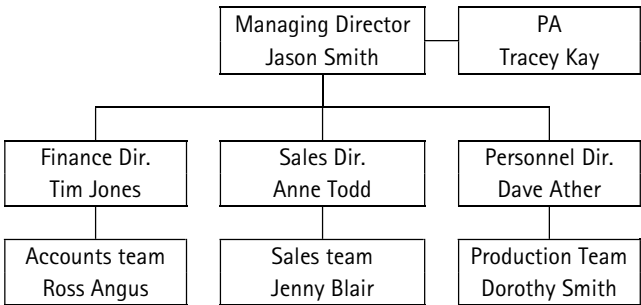 Managing Director
Jason Smith
PA
Tracey Kay
Finance Dir.
Tim Jones
Sales Dir.
Anne Todd
Personnel Dir.
Dave Ather
Accounts team
Ross Angus
Sales team
Jenny Blair
Production Team
Dorothy Smith